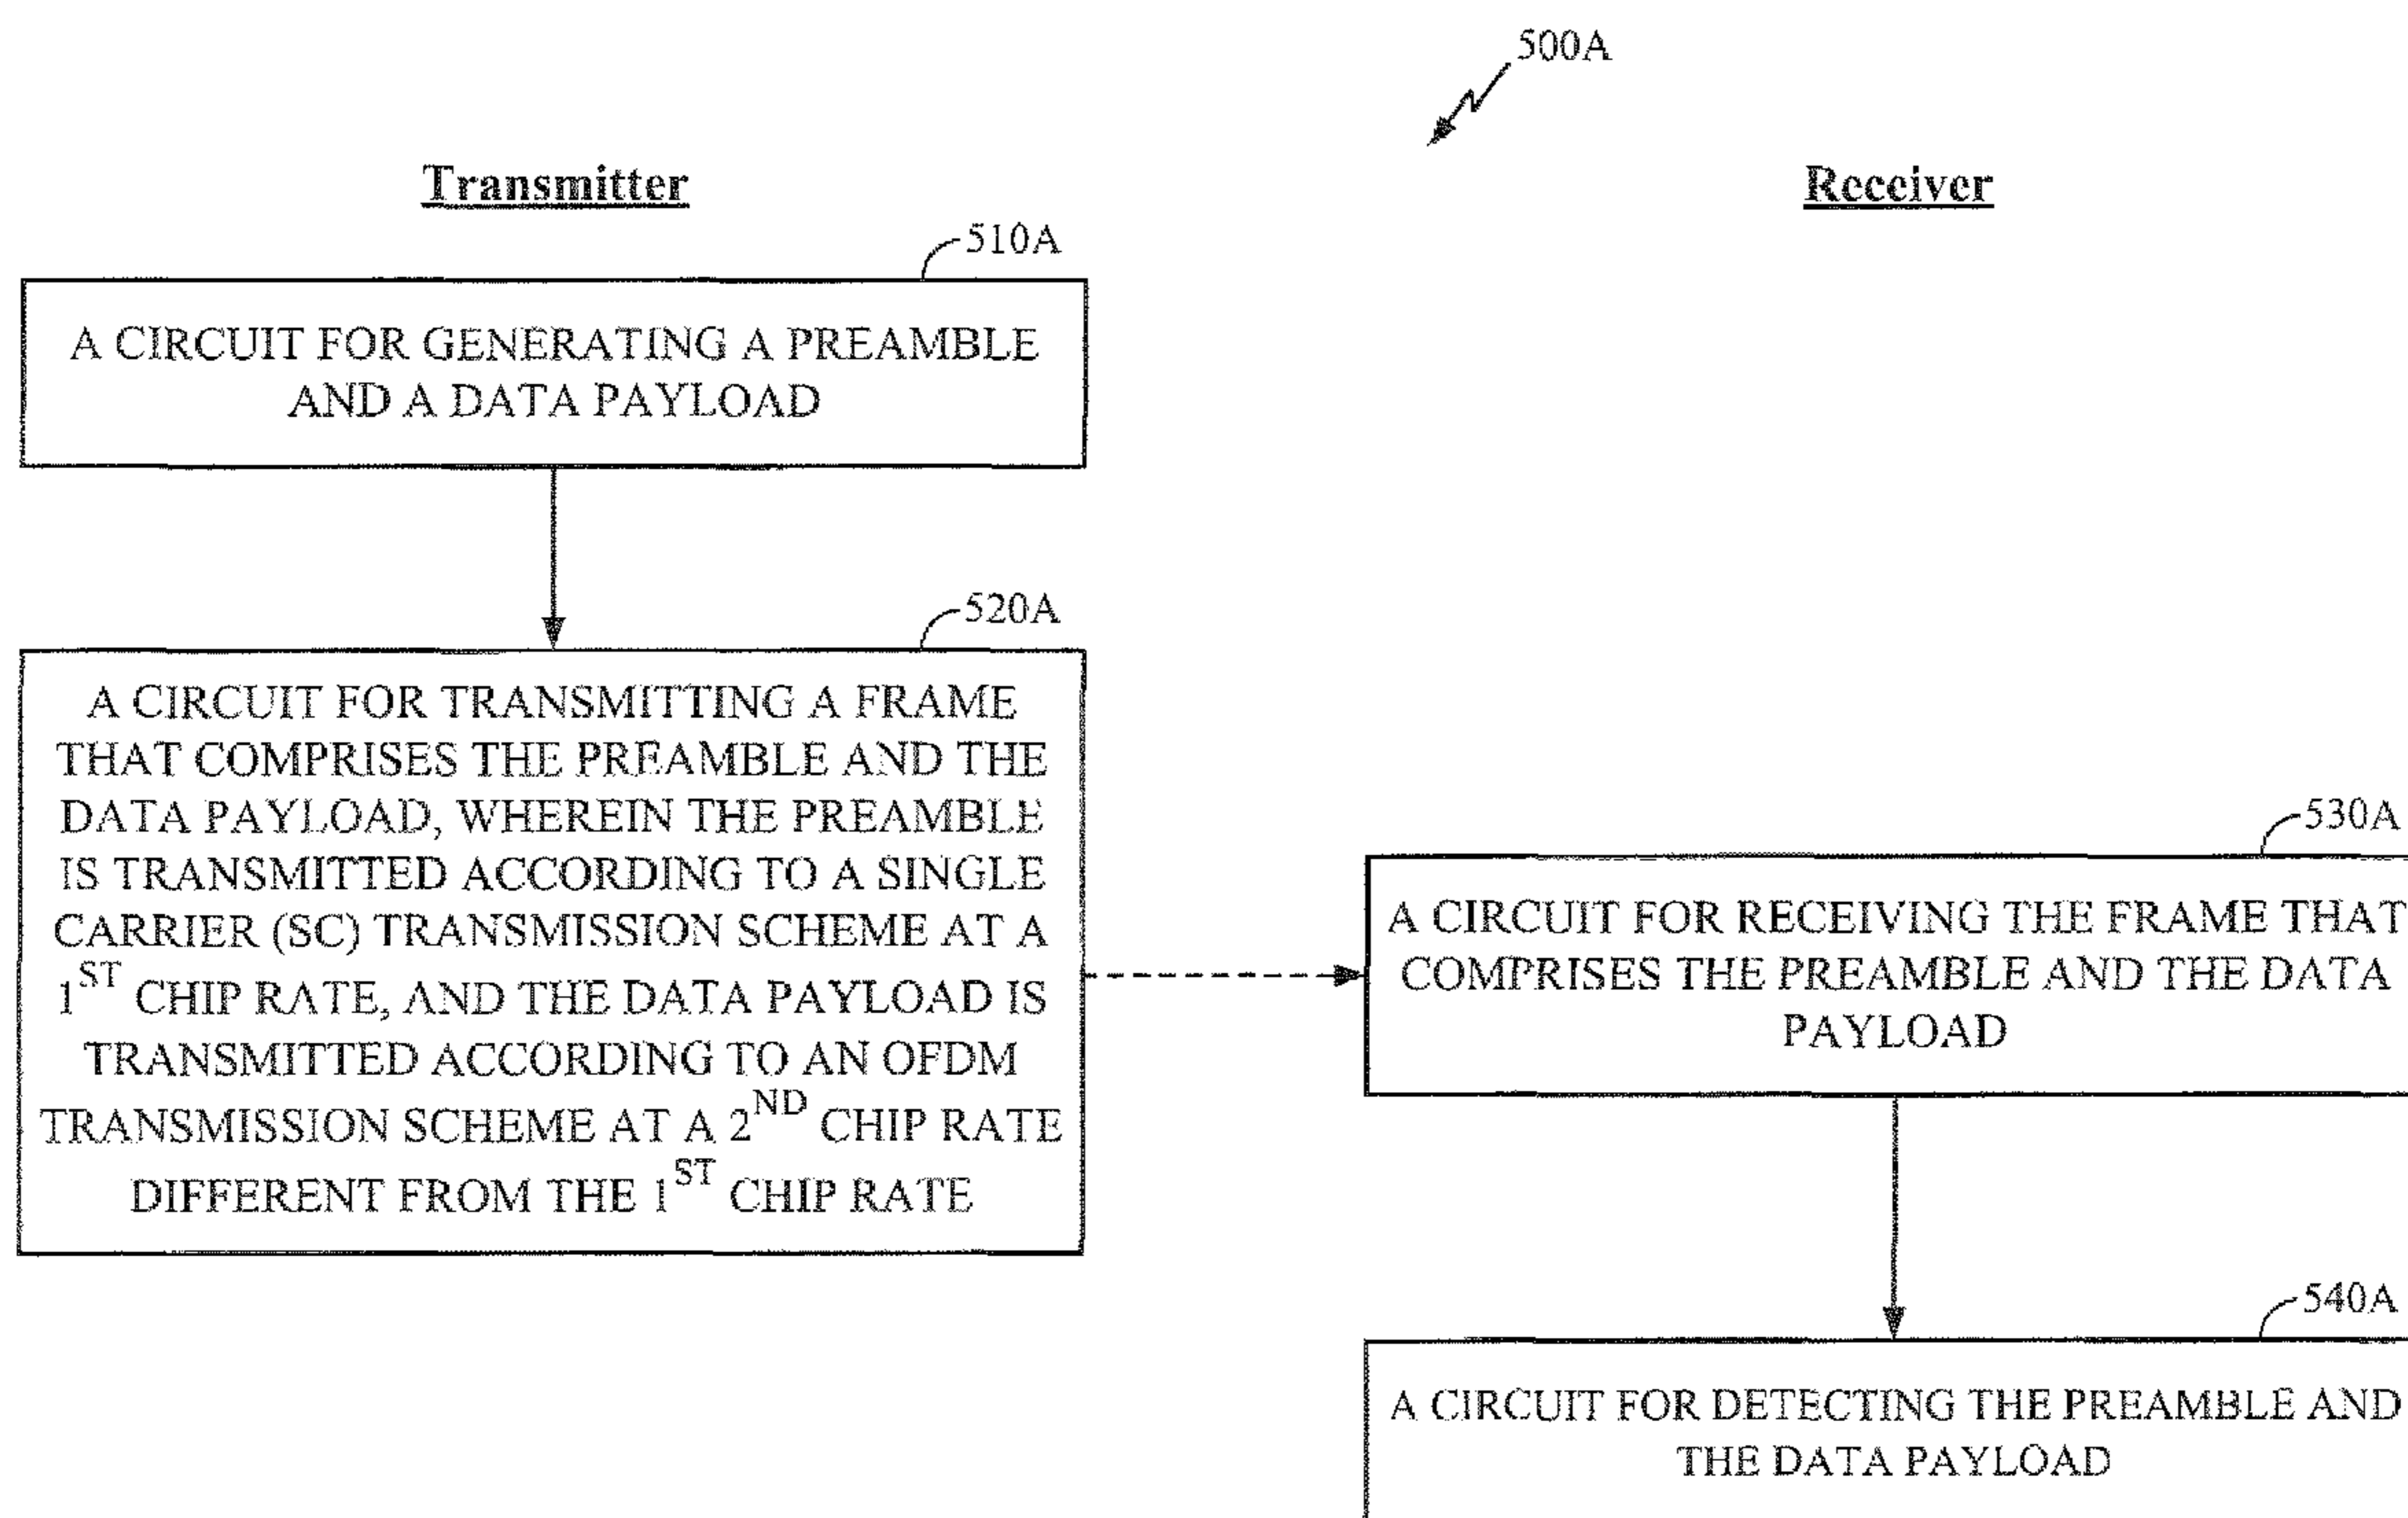 500A
Transmitter
Receiver
510A
A CIRCUIT FOR GENERATING A PREAMBLE
AND A DATA PAYLOAD
520A
A CIRCUIT FOR TRANSMITTING A FRAME
THAT COMPRISES THE PREAMBLE AND THE
DATA PAYLOAD, WHEREIN THE PREAMBLE
IS TRANSMITTED ACCORDING TO A SINGLE
CARRIER (SC) TRANSMISSION SCHEME AT A
1ST CHIP RATE, AND THE DATA PAYLOAD IS
TRANSMITTED ACCORDING TO AN OFDM
TRANSMISSION SCHEME AT A 2ND CHIP RATE
DIFFERENT FROM THE 1ST CHIP RATE
530A
A CIRCUIT FOR RECEIVING THE FRAME THAT
COMPRISES THE PREAMBLE AND THE DATA
PAYLOAD
540A
A CIRCUIT FOR DETECTING THE PREAMBLE AND
THE DATA PAYLOAD